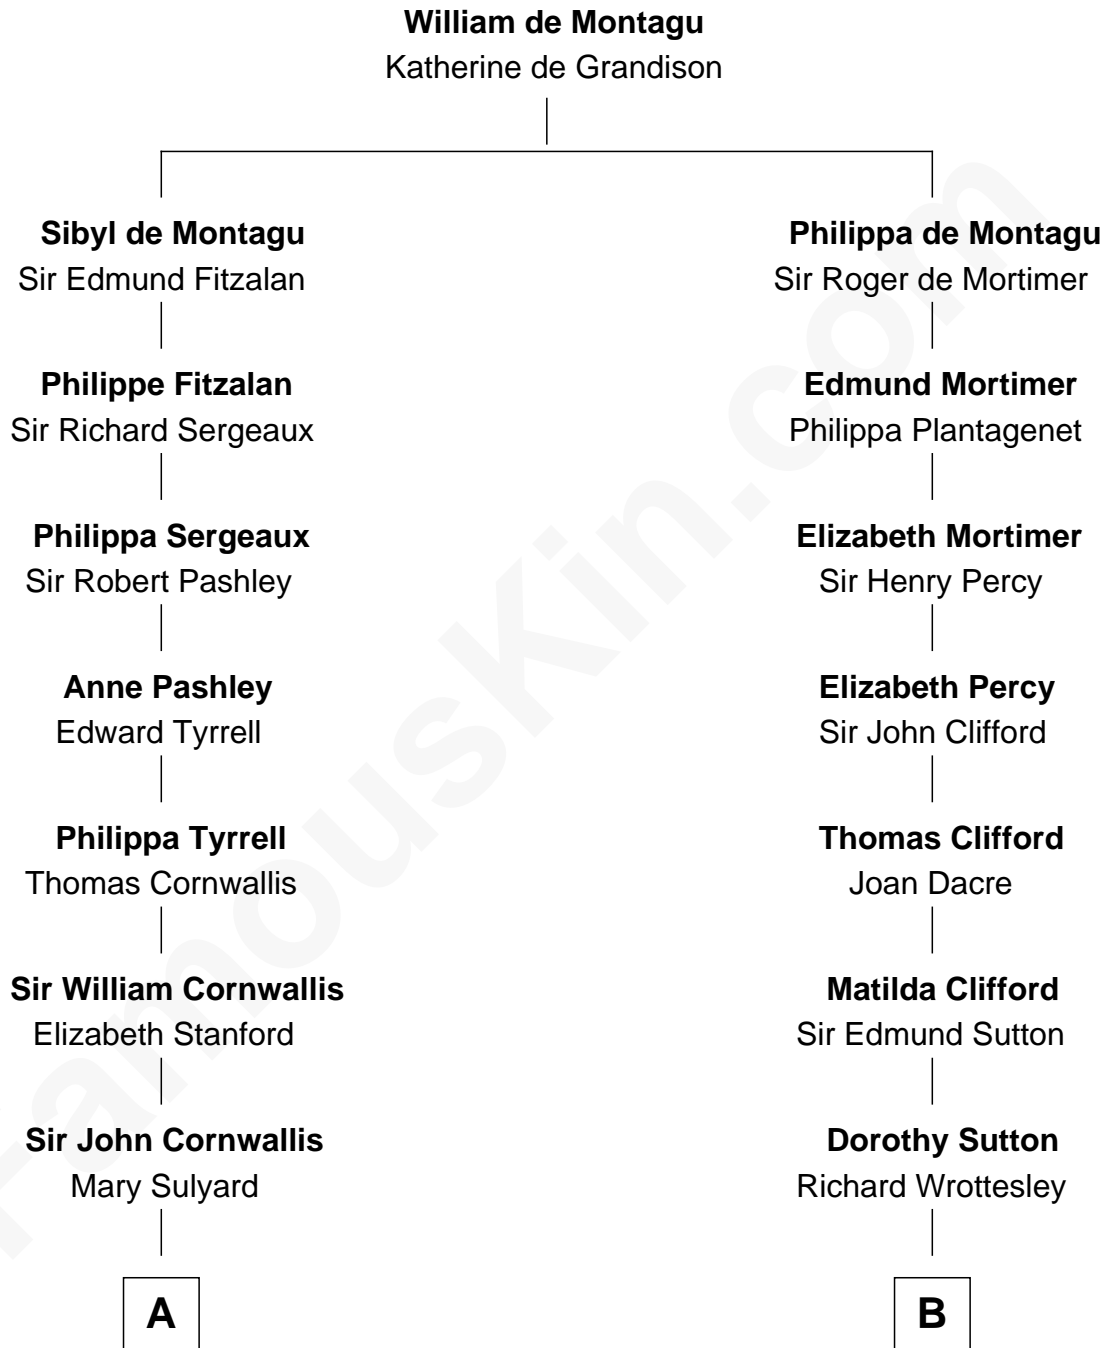 William de Montagu
Katherine de Grandison
Sibyl de Montagu
Sir Edmund Fitzalan
Philippe Fitzalan
Sir Richard Sergeaux
Philippa Sergeaux
Sir Robert Pashley
Anne Pashley
Edward Tyrrell
Philippa Tyrrell
Thomas Cornwallis
Sir William Cornwallis
Elizabeth Stanford
Sir John Cornwallis
Mary Sulyard
A
Philippa de Montagu
Sir Roger de Mortimer
Edmund Mortimer
Philippa Plantagenet
Elizabeth Mortimer
Sir Henry Percy
Elizabeth Percy
Sir John Clifford
Thomas Clifford
Joan Dacre
Matilda Clifford
Sir Edmund Sutton
Dorothy Sutton
Richard Wrottesley
B
FamousKin.com